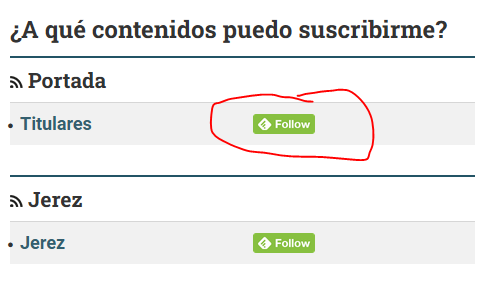 ¿A qué contenidos puedo suscribirme?
Portada
• Titulares Follow
Jerez
• Jerez Follow